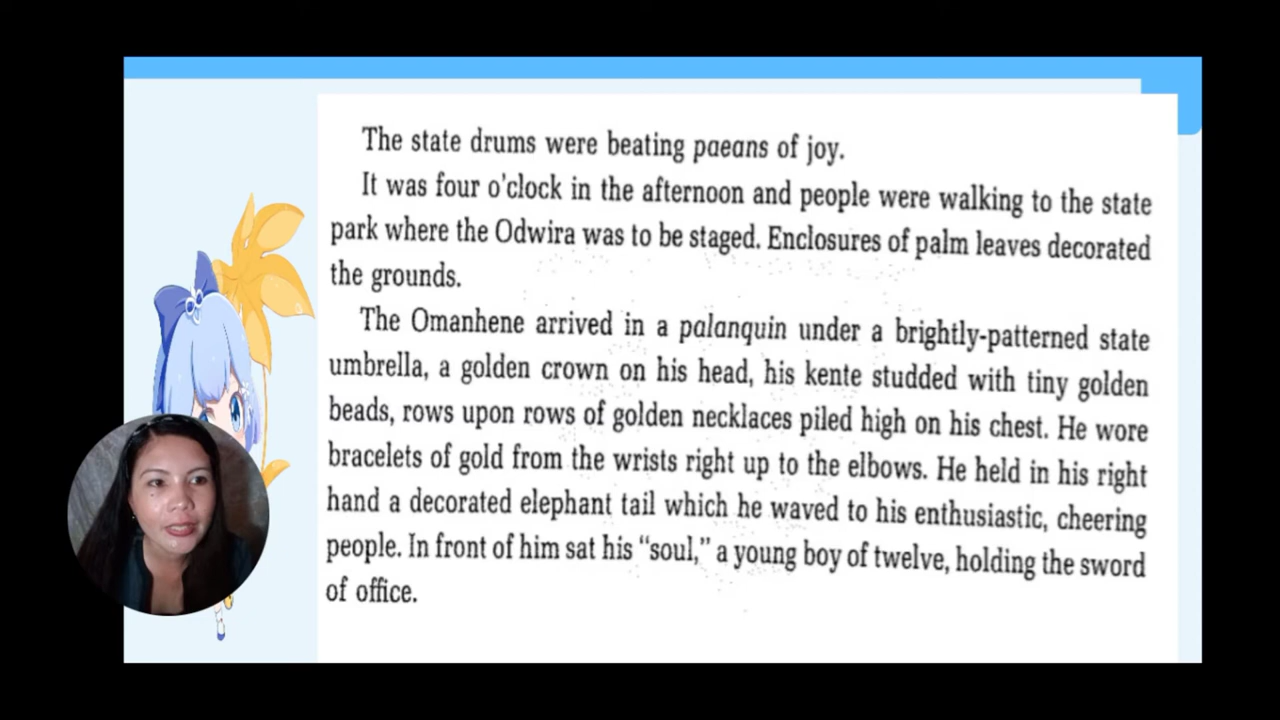 The state drums were beating paeans of joy.
It was four o'clock in the afternoon and people were walking to the state
park where the Odwira was to be staged. Enclosures of palm leaves decorated
the grounds.
The Omanhene arrived in a palanquin under a brightly-patterned state
umbrella, a golden crown on his head, his kente studded with tiny golden
beads, rows upon rows of golden necklaces piled high on his chest. He wore
bracelets of gold from the wrists right up to the elbows. He held in his right
hand a decorated elephant tail which he waved to his enthusiastic, cheering
people. In front of him sat his “soul,” a young boy of twelve, holding the sword
of office.